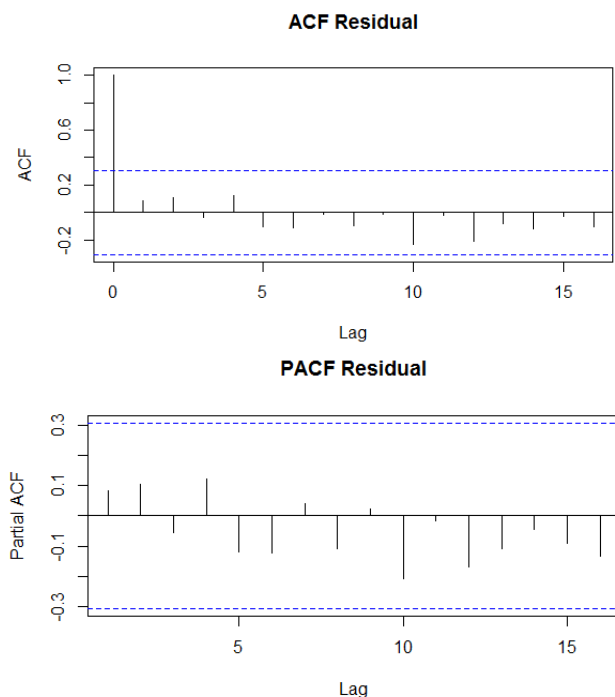 ACF Residual
1.0
0.6
0.2
-0.2
ACF
0 5 10 15
Lag
PACF Residual
0.3
0.1
-0.1
-0.3
Partial ACF
5 10 15
Lag